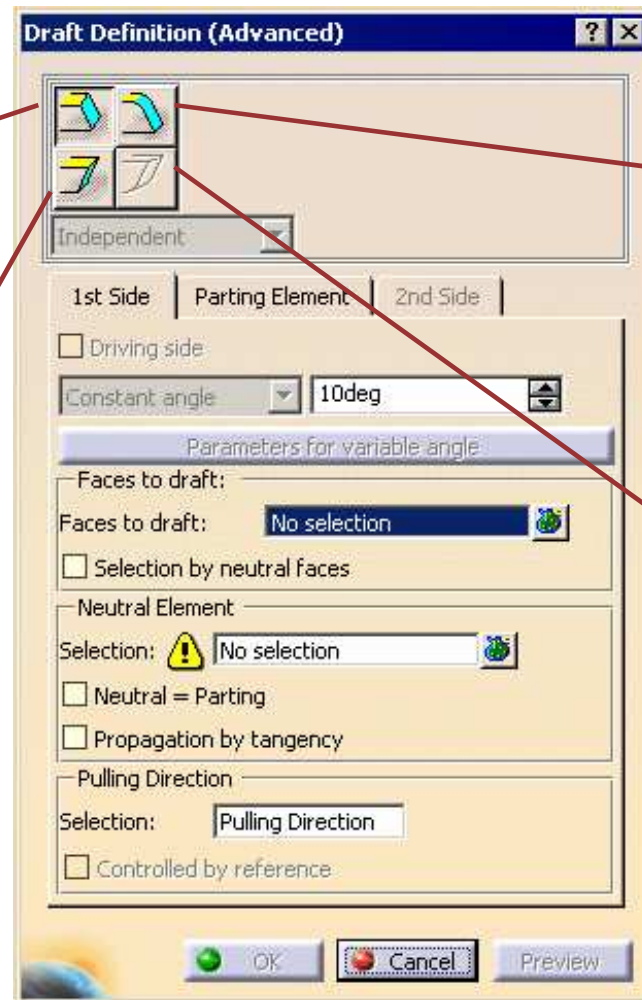 Draft Definition (Advanced)
Independent
1st Side Parting Element 2nd Side
Driving side
Constant angle 10deg
Parameters for variable angle
Faces to draft:
Faces to draft: No selection
Selection by neutral faces
Neutral Element
Selection: No selection
Neutral = Parting
Propagation by tangency
Pulling Direction
Selection: Pulling Direction
Controlled by reference
OK Cancel Preview